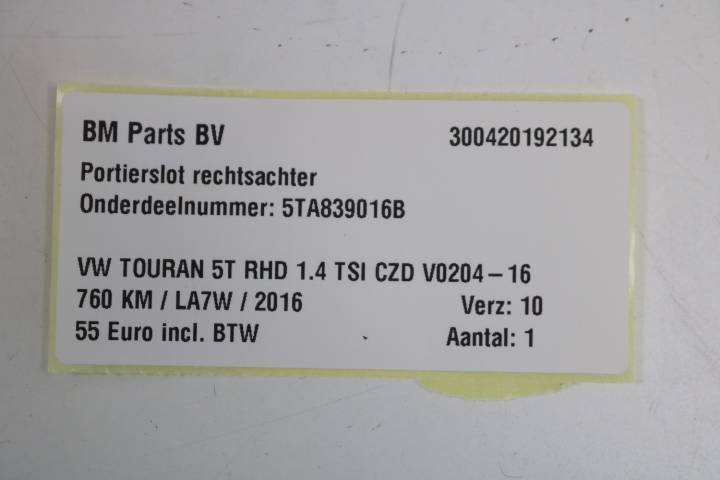 BM Parts BV 300420192134
Portierslot rechtsachter
Onderdeelnummer: 5TA839016B
VW TOURAN 5T RHD 1.4 TSI CZD V0204-16
760 KM / LA7W / 2016 Verz: 10
55 Euro incl. BTW Aantal: 1